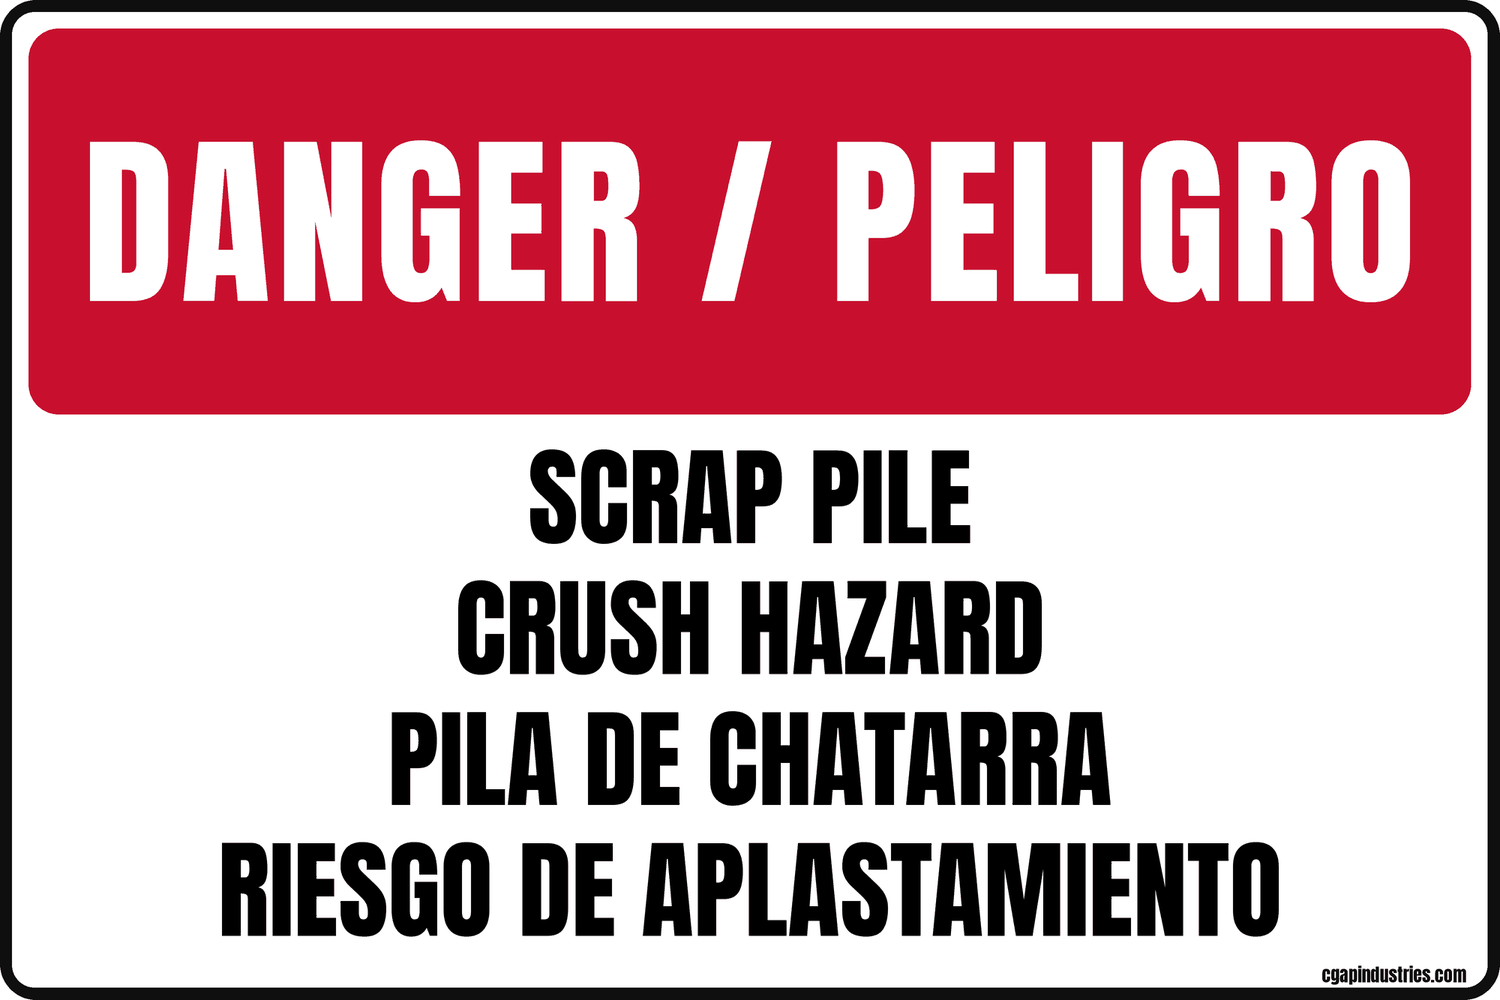 DANGER / PELIGRO
SCRAP PILE
CRUSH HAZARD
PILA DE CHATARRA
RIESGO DE APLASTAMIENTO
cgapindustries.com